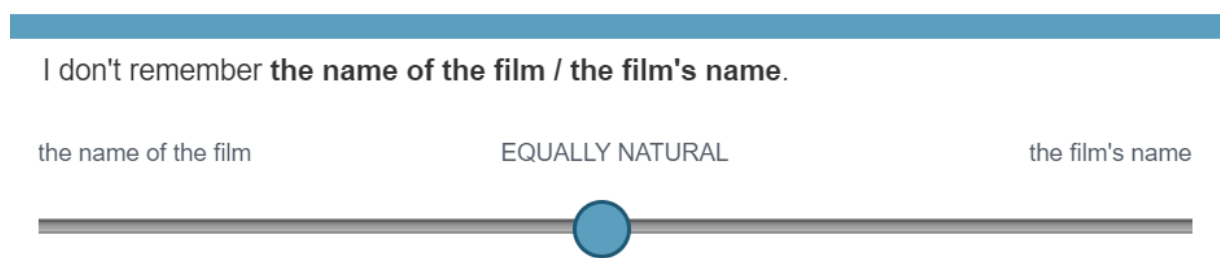 I don't remember the name of the film / the film's name.
the name of the film EQUALLY NATURAL the film's name